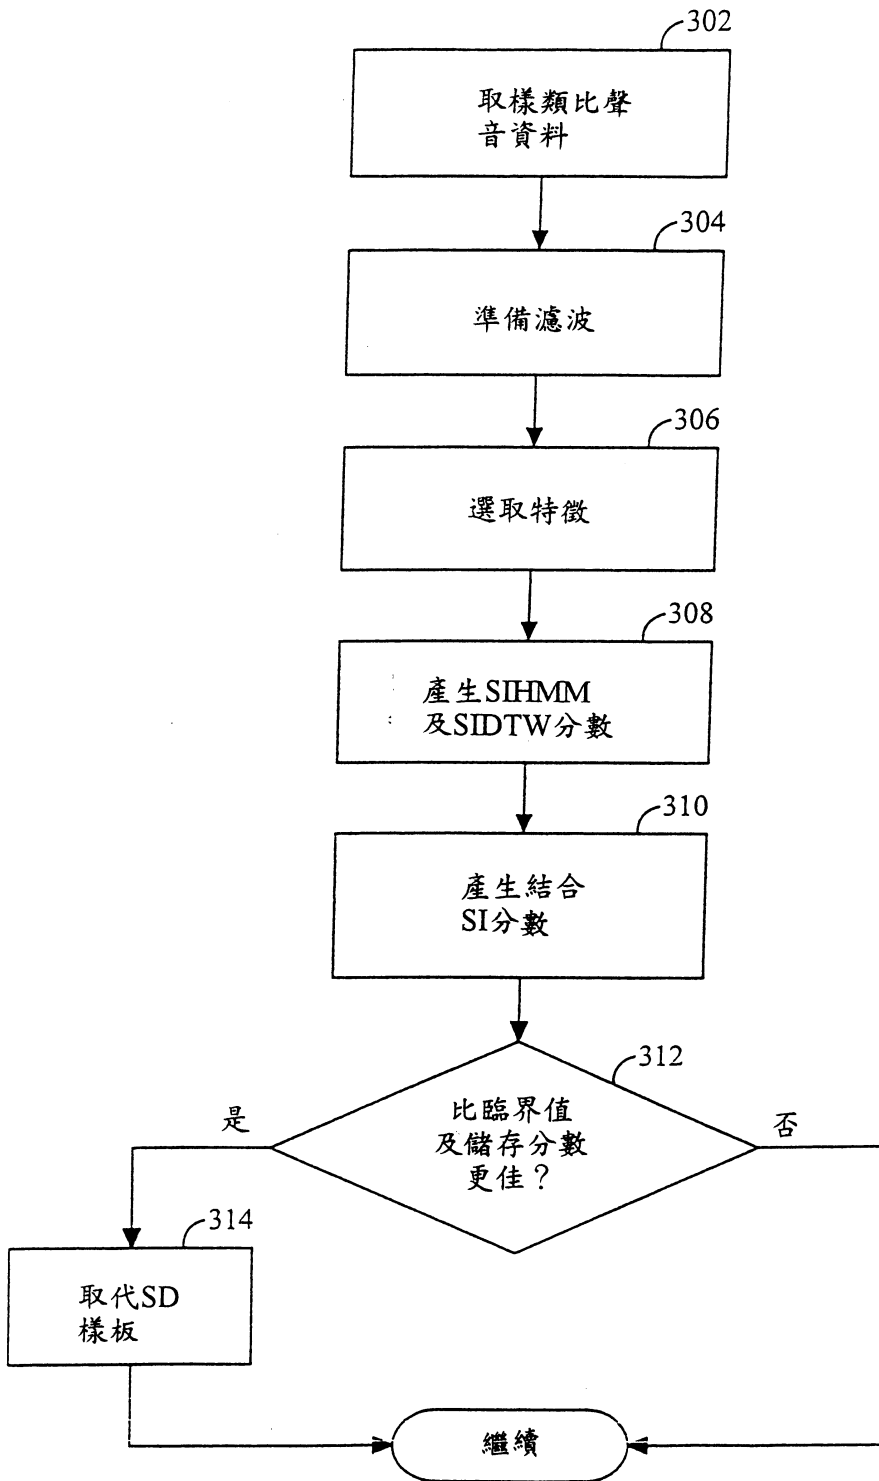 302
取樣類比聲
音資料
304
準備濾波
306
選取特徵
308
產生SIHMM
及SIDTW分數
310
產生結合
SI分數
312
比臨界值
及儲存分數
更佳？
是
否
314
取代SD
樣板
繼續